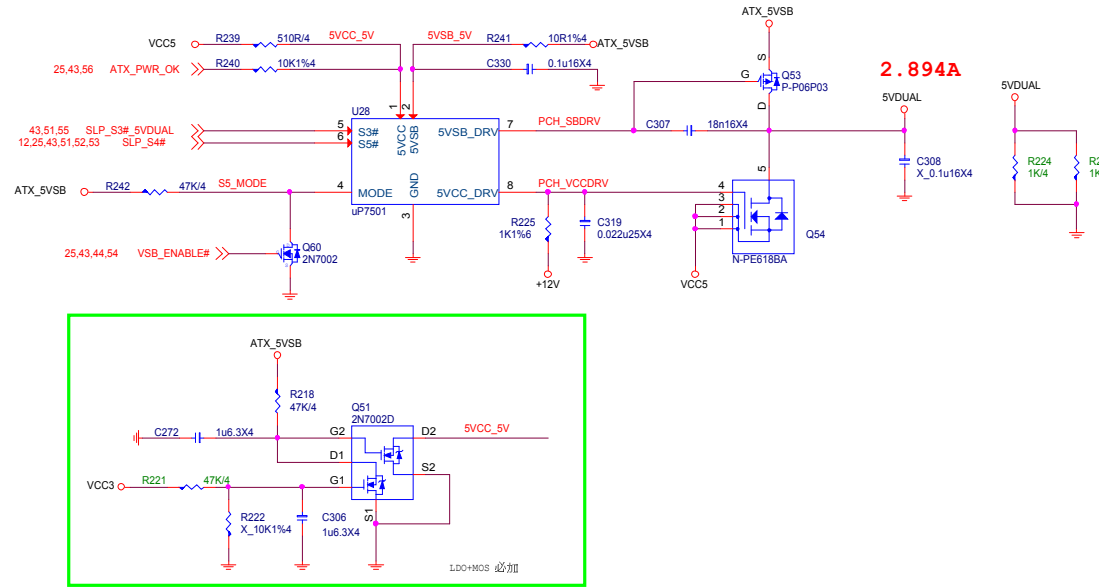 ATX_5VSB
VCC5 R239 510R/4 5VCC_5V 5VSB_5V R241 10R1%4 ATX_5VSB
25,43,56 ATX_PWR_OK R240 10K1%4 C330 0.1u16X4
S
G Q53
P-P06P03
D
2.894A
5VDUAL 5VDUAL
1 2
U28
43,51,55 SLP_S3#_5VDUAL 5 S3# 5VCC 5VSB 5VSB_DRV 7 PCH_SBDRV C307 18n16X4
12,25,43,51,52,53 SLP_S4# 6 S5#
C308
X_0.1u16X4
R224
1K/4
5
ATX_5VSB R242 47K/4 S5_MODE 4 MODE GND 5VCC_DRV 8 PCH_VCCDRV 4
uP7501
3
3
2
1
R225
1K1%6
C319
0.022u25X4
Q54
N-PE618BA
25,43,44,54 VSB_ENABLE# Q60
2N7002
+12V VCC5
ATX_5VSB
R218
47K/4
Q51
2N7002D
C272 1u6.3X4 G2 D2 5VCC_5V
D1 S2
VCC3 R221 47K/4 G1
S1
R222
X_10K1%4
C306
1u6.3X4
LDO+MOS 必加